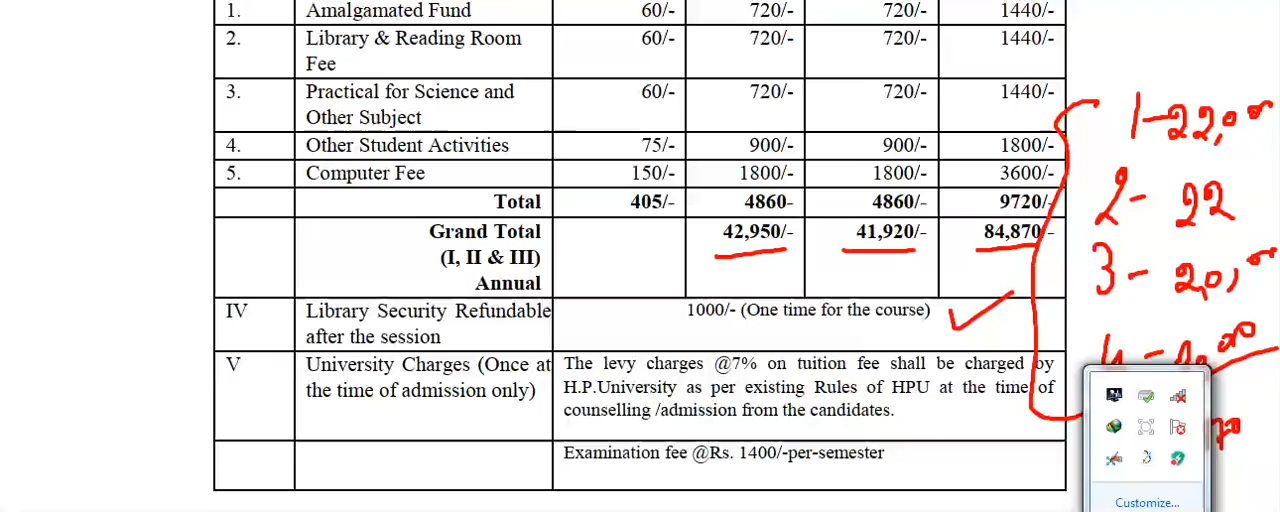 1. Amalgamated Fund 60/- 720/- 720/- 1440/-
2. Library & Reading Room 60/- 720/- 720/- 1440/-
Fee
3. Practical for Science and 60/- 720/- 720/- 1440/-
Other Subject
4. Other Student Activities 75/- 900/- 900/- 1800/-
5. Computer Fee 150/- 1800/- 1800/- 3600/-
Total 405/- 4860- 4860/- 9720/-
Grand Total 42,950/- 41,920/- 84,870/-
(I, II & III)
Annual
IV Library Security Refundable 1000/- (One time for the course)
after the session
V University Charges (Once at The levy charges @7% on tuition fee shall be charged by
the time of admission only) H.P.University as per existing Rules of HPU at the time of
counselling /admission from the candidates.
Examination fee @Rs. 1400/-per-semester
1-22,00
2- 22
3- 20,00
Customize...